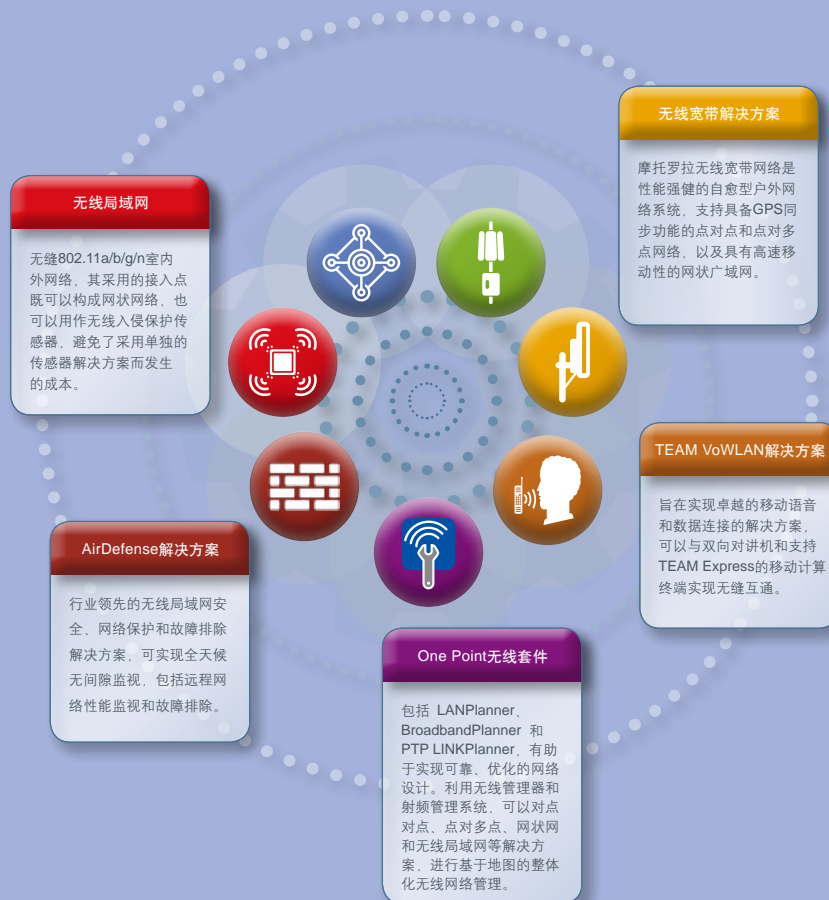 无线宽带解决方案
摩托罗拉无线宽带网络是
性能强健的自愈型户外网
络系统，支持具备GPS同
步功能的点对点和点对多
点网络，以及具有高速移
动性的网状广域网。
无线局域网
无缝802.11a/b/g/n室内
外网络，其采用的接入点
既可以构成网状网络，也
可以用作无线入侵保护传
感器，避免了采用单独的
传感器解决方案而发生
的成本。
TEAM VoWLAN解决方案
旨在实现卓越的移动语音
和数据连接的解决方案，
可以与双向对讲机和支持
TEAM Express的移动计算
终端实现无缝互通。
AirDefense解决方案
行业领先的无线局域网安
全、网络保护和故障排除
解决方案，可实现全天候
无间隙监视，包括远程网
络性能监视和故障排除。
One Point无线套件
包括 LANPlanner、
BroadbandPlanner 和
PTP LINKPlanner，有助
于实现可靠、优化的网络
设计。利用无线管理器和
射频管理系统，可以对点
对点、点对多点、网状网
和无线局域网等解决方
案，进行基于地图的整体
化无线网络管理。